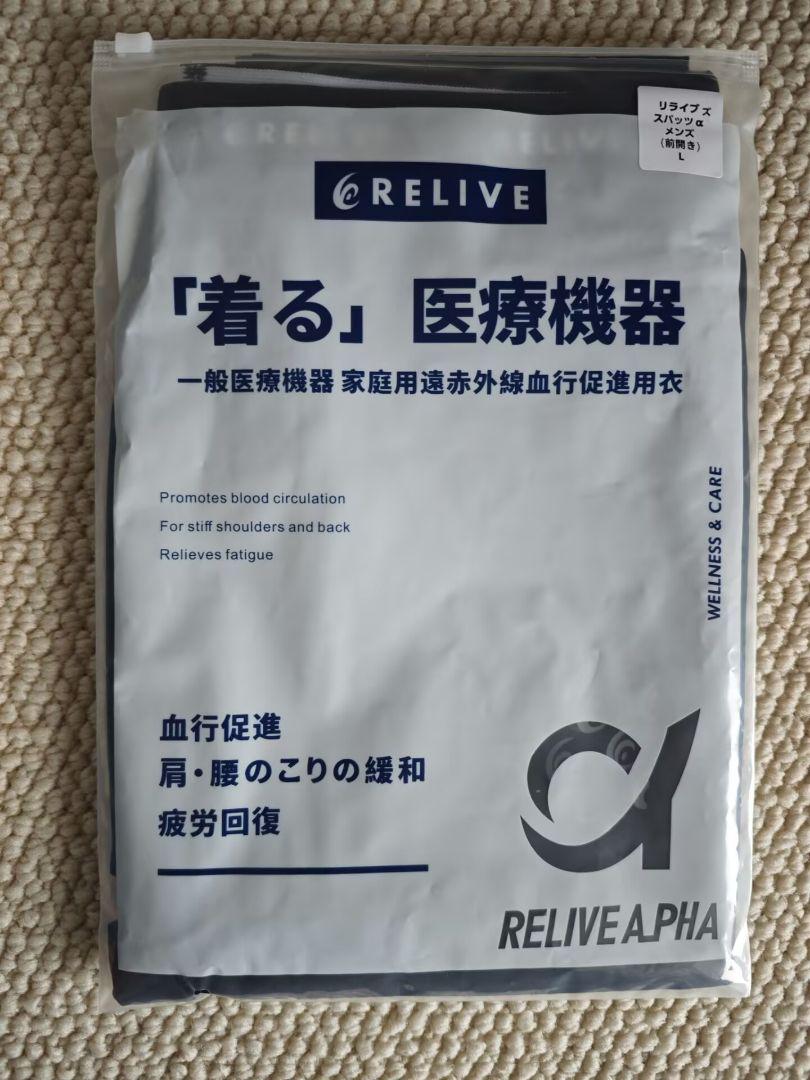 リライブズ
スパッツα
メンズ
(前開き)
L
RELIVE
「着る」医療機器
一般医療機器 家庭用遠赤外線血行促進用衣
Promotes blood circulation
For stiff shoulders and back
Relieves fatigue
WELLNESS & CARE
血行促進
肩・腰のこりの緩和
疲労回復
α
RELIVE ALPHA